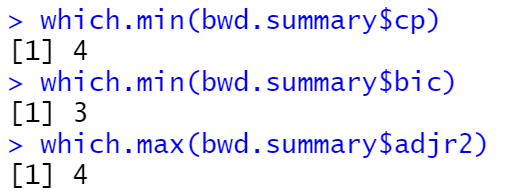 > which.min(bwd.summary$cp)
[1] 4
> which.min(bwd.summary$bic)
[1] 3
> which.max(bwd.summary$adjr2)
[1] 4